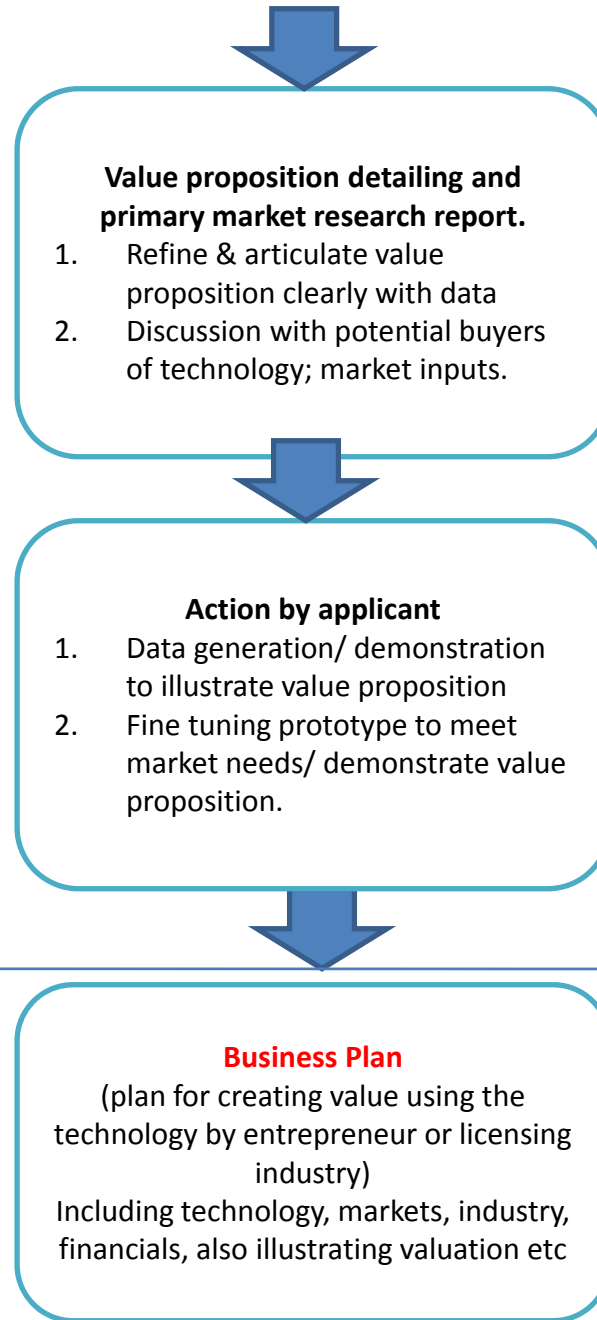 Value proposition detailing and
primary market research report.
1. Refine & articulate value
proposition clearly with data
2. Discussion with potential buyers
of technology; market inputs.
Action by applicant
1. Data generation/ demonstration
to illustrate value proposition
2. Fine tuning prototype to meet
market needs/ demonstrate value
proposition.
Business Plan
(plan for creating value using the
technology by entrepreneur or licensing
industry)
Including technology, markets, industry,
financials, also illustrating valuation etc